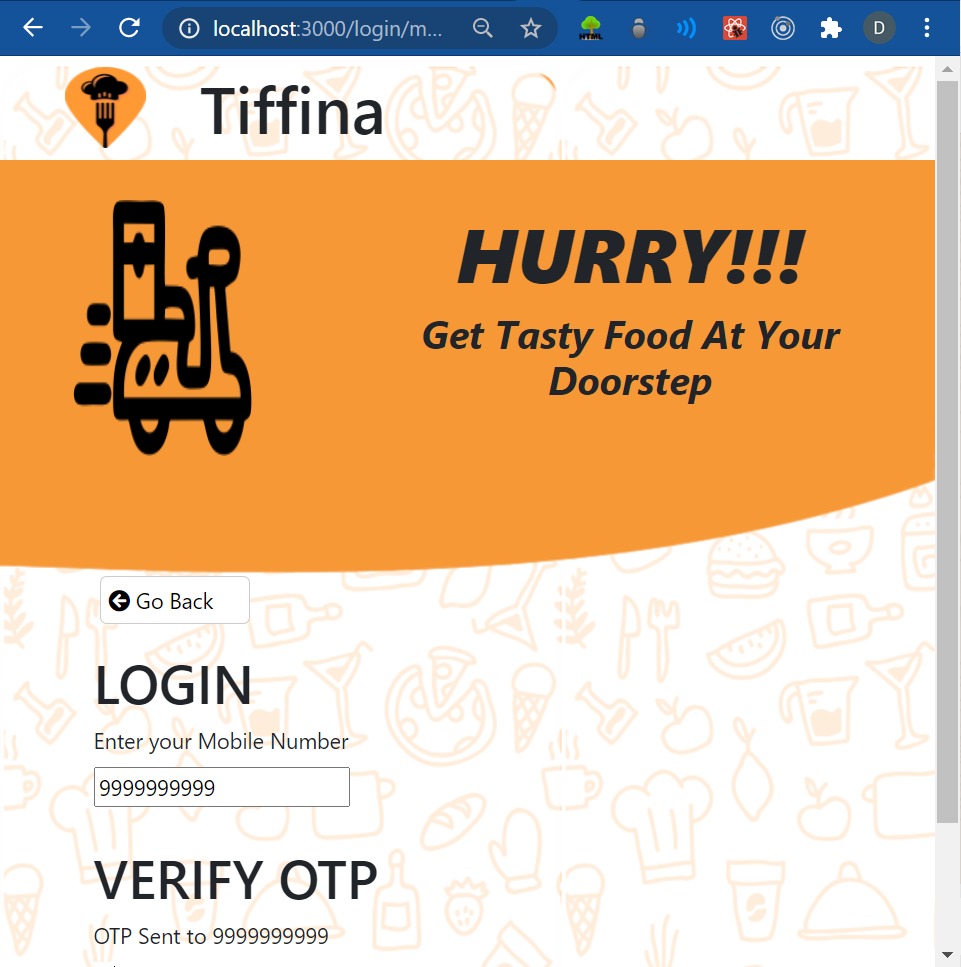 localhost:3000/login/m...
HTML
D
Tiffina
HURRY!!!
Get Tasty Food At Your
Doorstep
Go Back
LOGIN
Enter your Mobile Number
9999999999
VERIFY OTP
OTP Sent to 9999999999